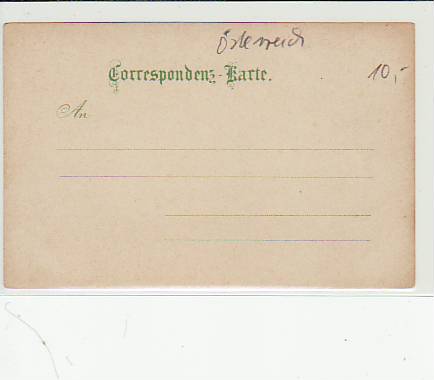 Österreich
Correspondenz-Karte.
10,-
An